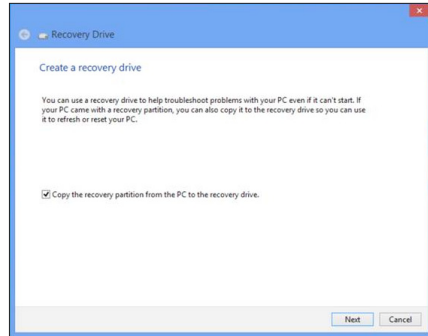 Recovery Drive
Create a recovery drive
You can use a recovery drive to help troubleshoot problems with your PC even if it can't start. If
your PC came with a recovery partition, you can also copy it to the recovery drive so you can use
it to refresh or reset your PC.
Copy the recovery partition from the PC to the recovery drive.
Next Cancel